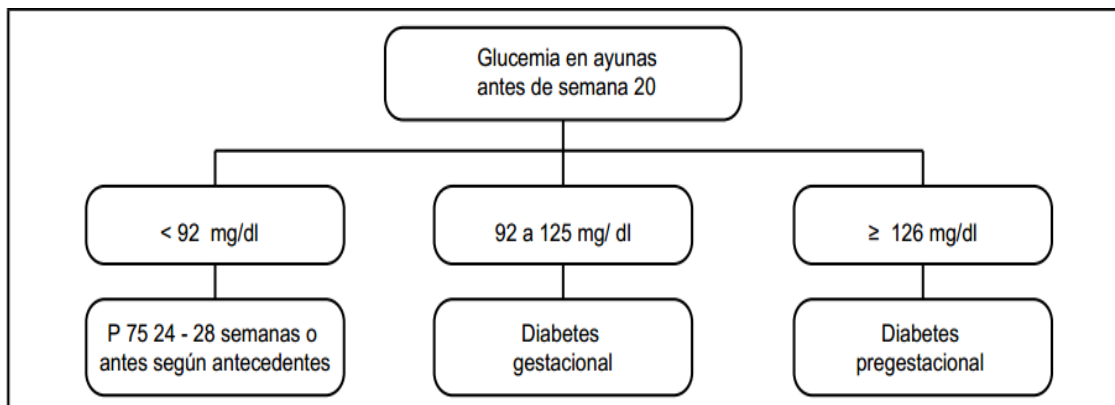 Glucemia en ayunas
antes de semana 20
< 92 mg/dl
92 a 125 mg/ dl
≥ 126 mg/dl
P 75 24 - 28 semanas o
antes según antecedentes
Diabetes
gestacional
Diabetes
pregestacional